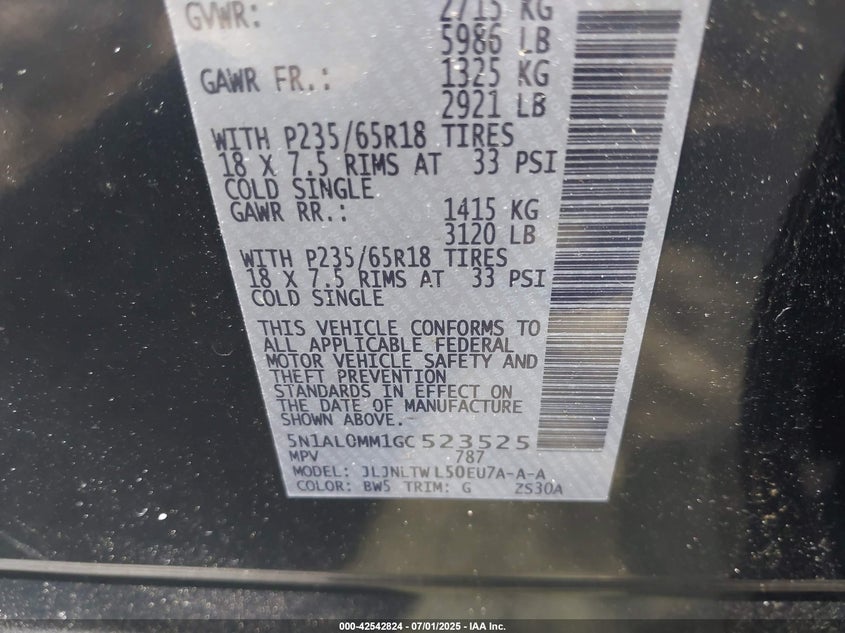 GVWR: 2715 KG
5986 LB
GAWR FR.: 1325 KG
2921 LB
WITH P235/65R18 TIRES
18 X 7.5 RIMS AT 33 PSI
COLD SINGLE
GAWR RR.: 1415 KG
3120 LB
WITH P235/65R18 TIRES
18 X 7.5 RIMS AT 33 PSI
COLD SINGLE
THIS VEHICLE CONFORMS TO
ALL APPLICABLE FEDERAL
MOTOR VEHICLE SAFETY AND
THEFT PREVENTION
STANDARDS IN EFFECT ON
THE DATE OF MANUFACTURE
SHOWN ABOVE.
5N1AL0MM1GC523525
MPV 787
MODEL: JLJNLTWL50EU7A-A-A
COLOR: BW5 TRIM: G ZS30A
000-42542824 - 07/01/2025 - IAA Inc.